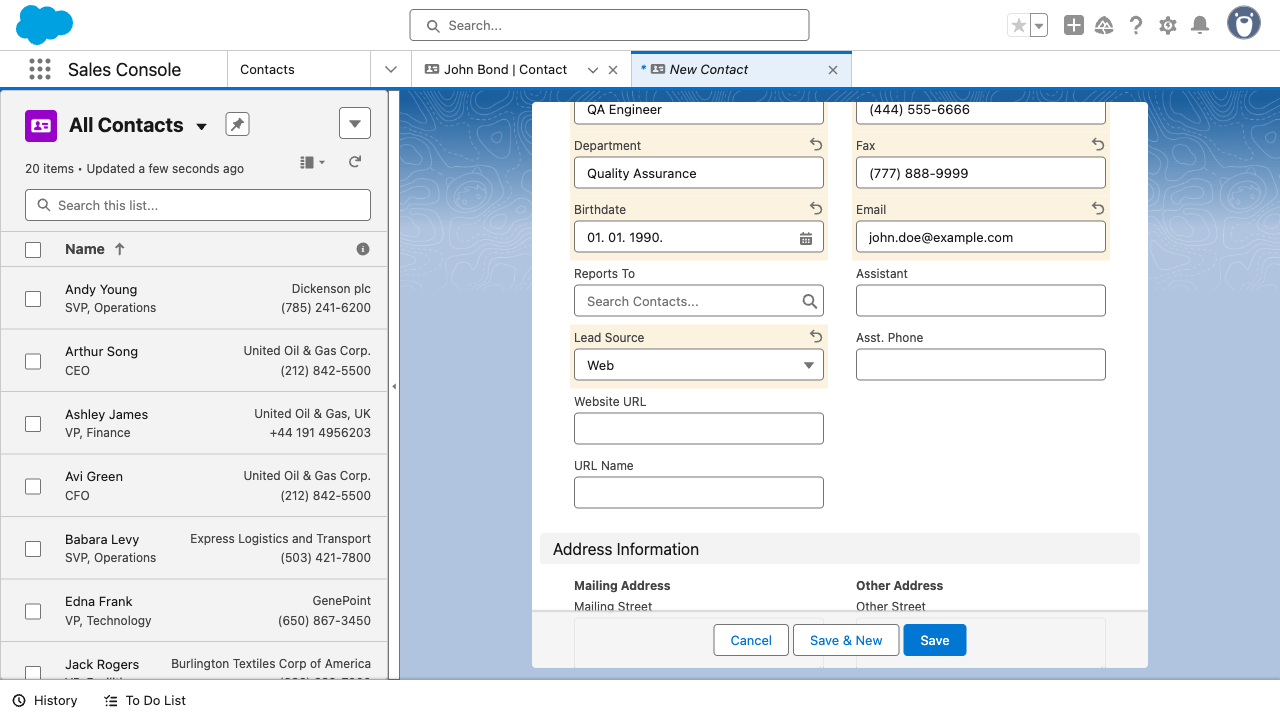 Search...
Sales Console
Contacts
John Bond | Contact
* New Contact
All Contacts
20 items • Updated a few seconds ago
Search this list...
Name
Andy Young
Dickenson plc
SVP, Operations
(785) 241-6200
Arthur Song
United Oil & Gas Corp.
CEO
(212) 842-5500
Ashley James
United Oil & Gas, UK
VP, Finance
+44 191 4956203
Avi Green
United Oil & Gas Corp.
CFO
(212) 842-5500
Babara Levy
Express Logistics and Transport
SVP, Operations
(503) 421-7800
Edna Frank
GenePoint
VP, Technology
(650) 867-3450
Jack Rogers
Burlington Textiles Corp of America
QA Engineer
(444) 555-6666
Department
Fax
Quality Assurance
(777) 888-9999
Birthdate
Email
01. 01. 1990.
john.doe@example.com
Reports To
Assistant
Search Contacts...
Lead Source
Asst. Phone
Web
Website URL
URL Name
Address Information
Mailing Address
Other Address
Mailing Street
Other Street
Cancel
Save & New
Save
History
To Do List